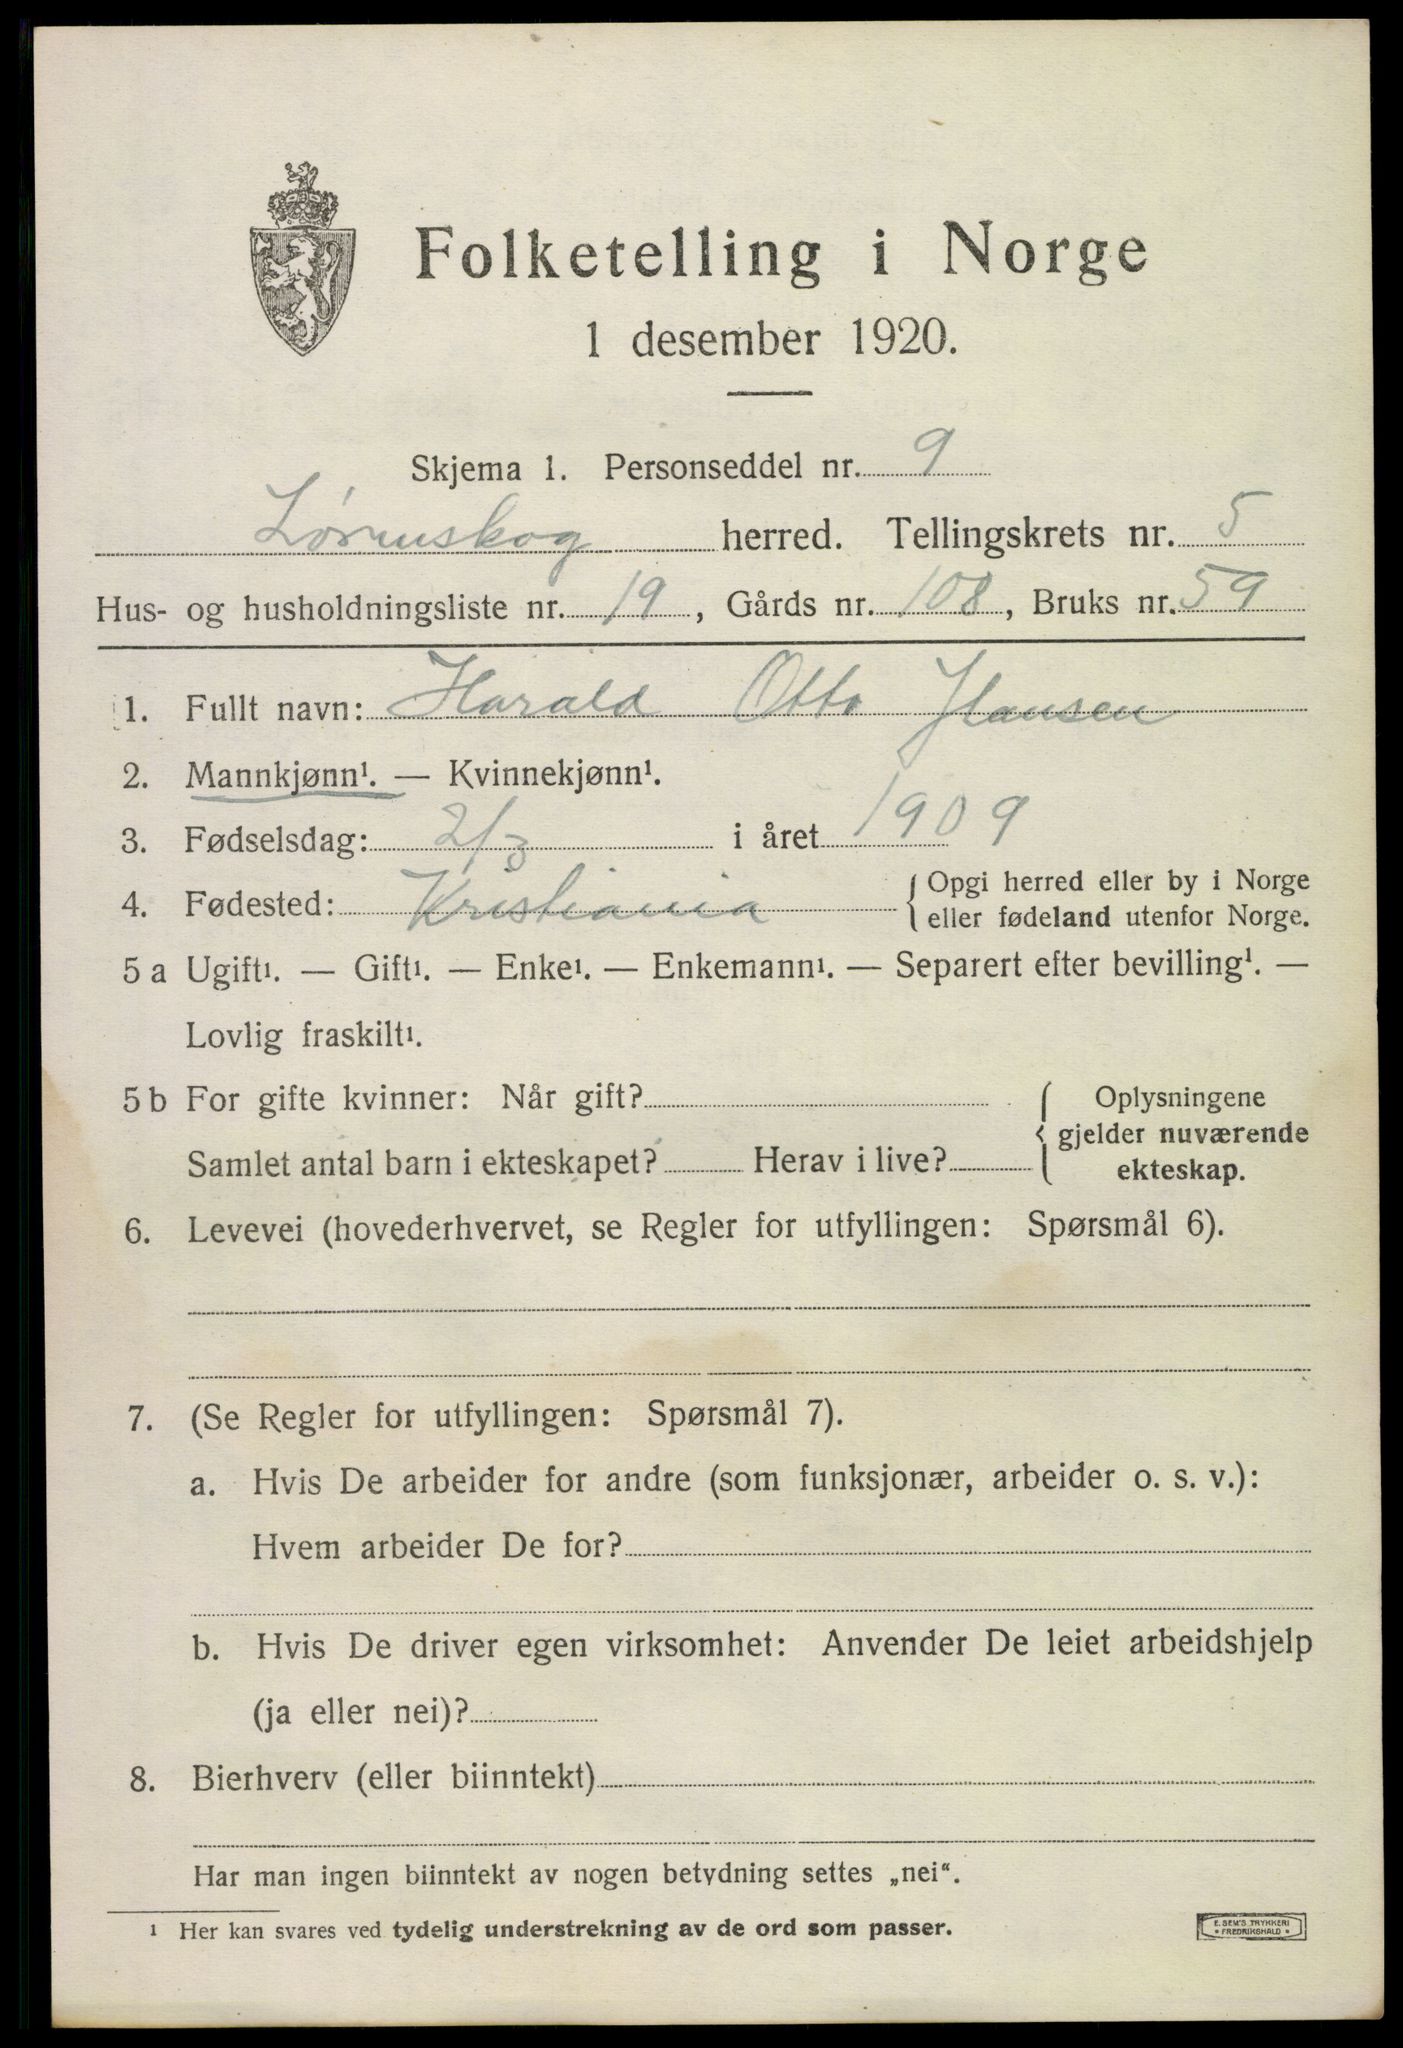 Folketelling i Norge
1 desember 1920.
Skjema 1. Personseddel nr. 9
Lørenskog herred. Tellingskrets nr. 5
Hus- og husholdningsliste nr. 19, Gårds nr. 108, Bruks nr. 59
1. Fullt navn: Harald Otto Hansen
2. Mannkjønn¹. — Kvinnekjønn¹.
3. Fødselsdag: 2/3 i året 1909
4. Fødested: Kristiania { Opgi herred eller by i Norge
eller fødeland utenfor Norge.
5 a Ugift¹. — Gift¹. — Enke¹. — Enkemann¹. — Separert efter bevilling¹. —
Lovlig fraskilt¹.
5 b For gifte kvinner: Når gift? { Oplysningene
gjelder nuværende
Samlet antal barn i ekteskapet? Herav i live? ekteskap.
6. Levevei (hovederhvervet, se Regler for utfyllingen: Spørsmål 6).
7. (Se Regler for utfyllingen: Spørsmål 7).
a. Hvis De arbeider for andre (som funksjonær, arbeider o. s. v.):
Hvem arbeider De for?
b. Hvis De driver egen virksomhet: Anvender De leiet arbeidshjelp
(ja eller nei)?
8. Bierhverv (eller biinntekt)
Har man ingen biinntekt av nogen betydning settes „nei“.
¹ Her kan svares ved tydelig understrekning av de ord som passer.
E. SEM'S TRYKKERI
• FREDRIKSHALD •